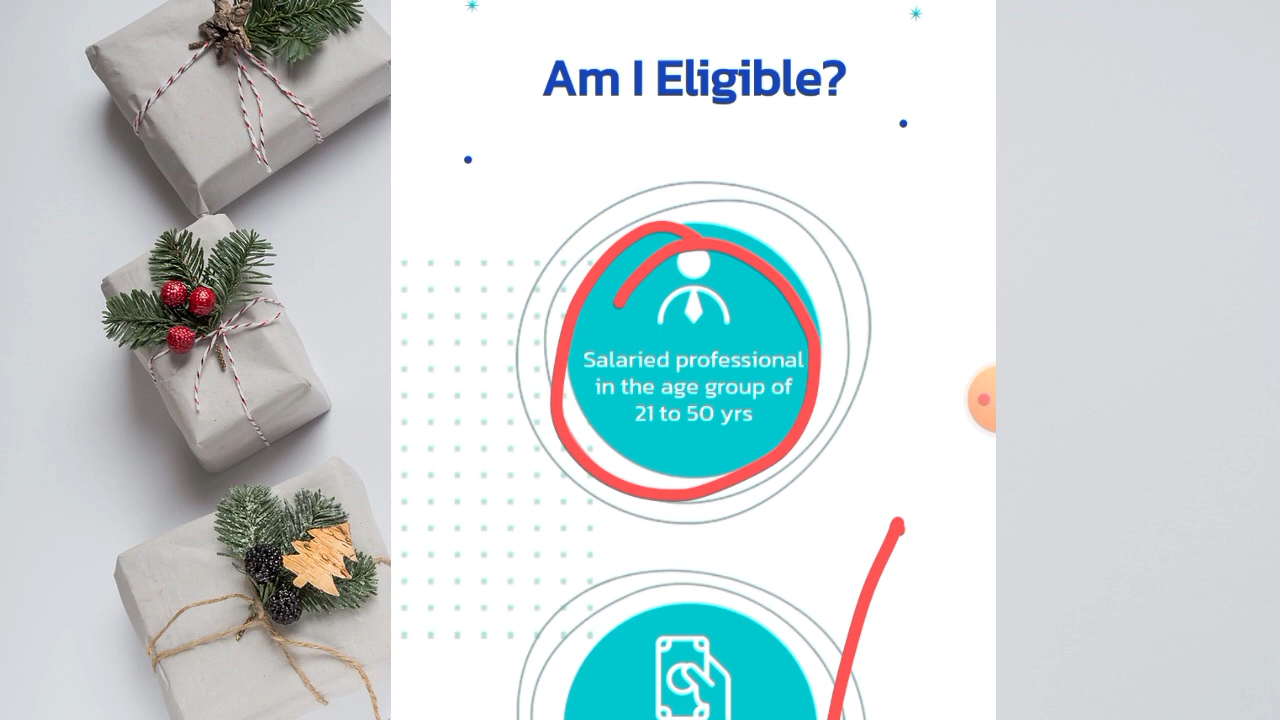 Am I Eligible?
Salaried professional
in the age group of
21 to 50 yrs